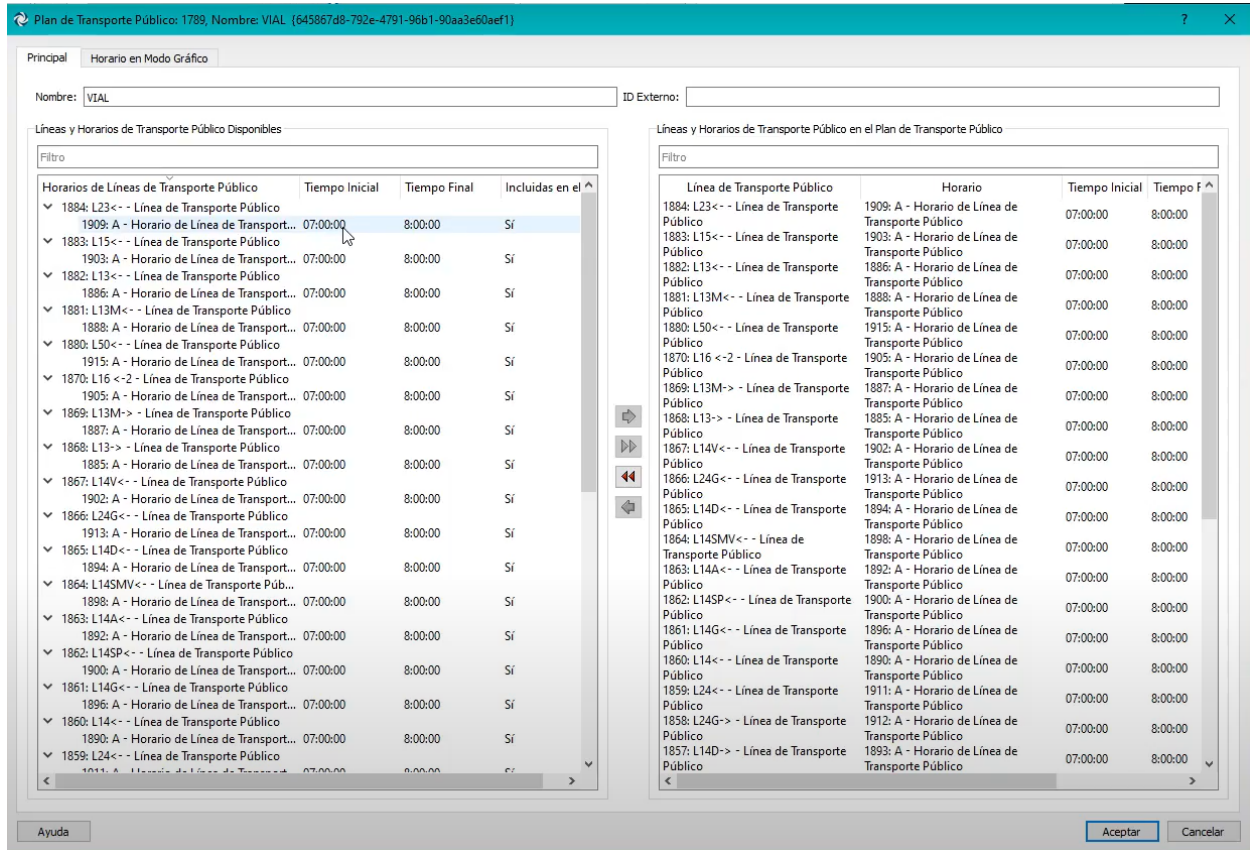 Plan de Transporte Público: 1789, Nombre: VIAL {645867d8-792e-4791-96b1-90aa3e60aef1}
?
Principal
Horario en Modo Gráfico
Nombre: VIAL
ID Externo:
Líneas y Horarios de Transporte Público Disponibles
Filtro
Horarios de Líneas de Transporte Público Tiempo Inicial Tiempo Final Incluidas en el
1884: L23<- - Línea de Transporte Público
1909: A - Horario de Línea de Transport... 07:00:00 8:00:00 Sí
1883: L15<- - Línea de Transporte Público
1903: A - Horario de Línea de Transport... 07:00:00 8:00:00 Sí
1882: L13<- - Línea de Transporte Público
1886: A - Horario de Línea de Transport... 07:00:00 8:00:00 Sí
1881: L13M<- - Línea de Transporte Público
1888: A - Horario de Línea de Transport... 07:00:00 8:00:00 Sí
1880: L50<- - Línea de Transporte Público
1915: A - Horario de Línea de Transport... 07:00:00 8:00:00 Sí
1870: L16 <-2 - Línea de Transporte Público
1905: A - Horario de Línea de Transport... 07:00:00 8:00:00 Sí
1869: L13M-> - Línea de Transporte Público
1887: A - Horario de Línea de Transport... 07:00:00 8:00:00 Sí
1868: L13-> - Línea de Transporte Público
1885: A - Horario de Línea de Transport... 07:00:00 8:00:00 Sí
1867: L14V<- - Línea de Transporte Público
1902: A - Horario de Línea de Transport... 07:00:00 8:00:00 Sí
1866: L24G<- - Línea de Transporte Público
1913: A - Horario de Línea de Transport... 07:00:00 8:00:00 Sí
1865: L14D<- - Línea de Transporte Público
1894: A - Horario de Línea de Transport... 07:00:00 8:00:00 Sí
1864: L14SMV<- - Línea de Transporte Púb...
1898: A - Horario de Línea de Transport... 07:00:00 8:00:00 Sí
1863: L14A<- - Línea de Transporte Público
1892: A - Horario de Línea de Transport... 07:00:00 8:00:00 Sí
1862: L14SP<- - Línea de Transporte Público
1900: A - Horario de Línea de Transport... 07:00:00 8:00:00 Sí
1861: L14G<- - Línea de Transporte Público
1896: A - Horario de Línea de Transport... 07:00:00 8:00:00 Sí
1860: L14<- - Línea de Transporte Público
1890: A - Horario de Línea de Transport... 07:00:00 8:00:00 Sí
1859: L24<- - Línea de Transporte Público
1911: A - Horario de Línea de Transport... 07:00:00 8:00:00 Sí
Líneas y Horarios de Transporte Público en el Plan de Transporte Público
Filtro
Línea de Transporte Público Horario Tiempo Inicial Tiempo F
1884: L23<- - Línea de Transporte 1909: A - Horario de Línea de
Público Transporte Público 07:00:00 8:00:00
1883: L15<- - Línea de Transporte 1903: A - Horario de Línea de
Público Transporte Público 07:00:00 8:00:00
1882: L13<- - Línea de Transporte 1886: A - Horario de Línea de
Público Transporte Público 07:00:00 8:00:00
1881: L13M<- - Línea de Transporte 1888: A - Horario de Línea de
Público Transporte Público 07:00:00 8:00:00
1880: L50<- - Línea de Transporte 1915: A - Horario de Línea de
Público Transporte Público 07:00:00 8:00:00
1870: L16 <-2 - Línea de Transporte 1905: A - Horario de Línea de
Público Transporte Público 07:00:00 8:00:00
1869: L13M-> - Línea de Transporte 1887: A - Horario de Línea de
Público Transporte Público 07:00:00 8:00:00
1868: L13-> - Línea de Transporte 1885: A - Horario de Línea de
Público Transporte Público 07:00:00 8:00:00
1867: L14V<- - Línea de Transporte 1902: A - Horario de Línea de
Público Transporte Público 07:00:00 8:00:00
1866: L24G<- - Línea de Transporte 1913: A - Horario de Línea de
Público Transporte Público 07:00:00 8:00:00
1865: L14D<- - Línea de Transporte 1894: A - Horario de Línea de
Público Transporte Público 07:00:00 8:00:00
1864: L14SMV<- - Línea de 1898: A - Horario de Línea de
Transporte Público Transporte Público 07:00:00 8:00:00
1863: L14A<- - Línea de Transporte 1892: A - Horario de Línea de
Público Transporte Público 07:00:00 8:00:00
1862: L14SP<- - Línea de Transporte 1900: A - Horario de Línea de
Público Transporte Público 07:00:00 8:00:00
1861: L14G<- - Línea de Transporte 1896: A - Horario de Línea de
Público Transporte Público 07:00:00 8:00:00
1860: L14<- - Línea de Transporte 1890: A - Horario de Línea de
Público Transporte Público 07:00:00 8:00:00
1859: L24<- - Línea de Transporte 1911: A - Horario de Línea de
Público Transporte Público 07:00:00 8:00:00
1858: L24G-> - Línea de Transporte 1912: A - Horario de Línea de
Público Transporte Público 07:00:00 8:00:00
1857: L14D-> - Línea de Transporte 1893: A - Horario de Línea de
Público Transporte Público 07:00:00 8:00:00
Ayuda
Aceptar
Cancelar